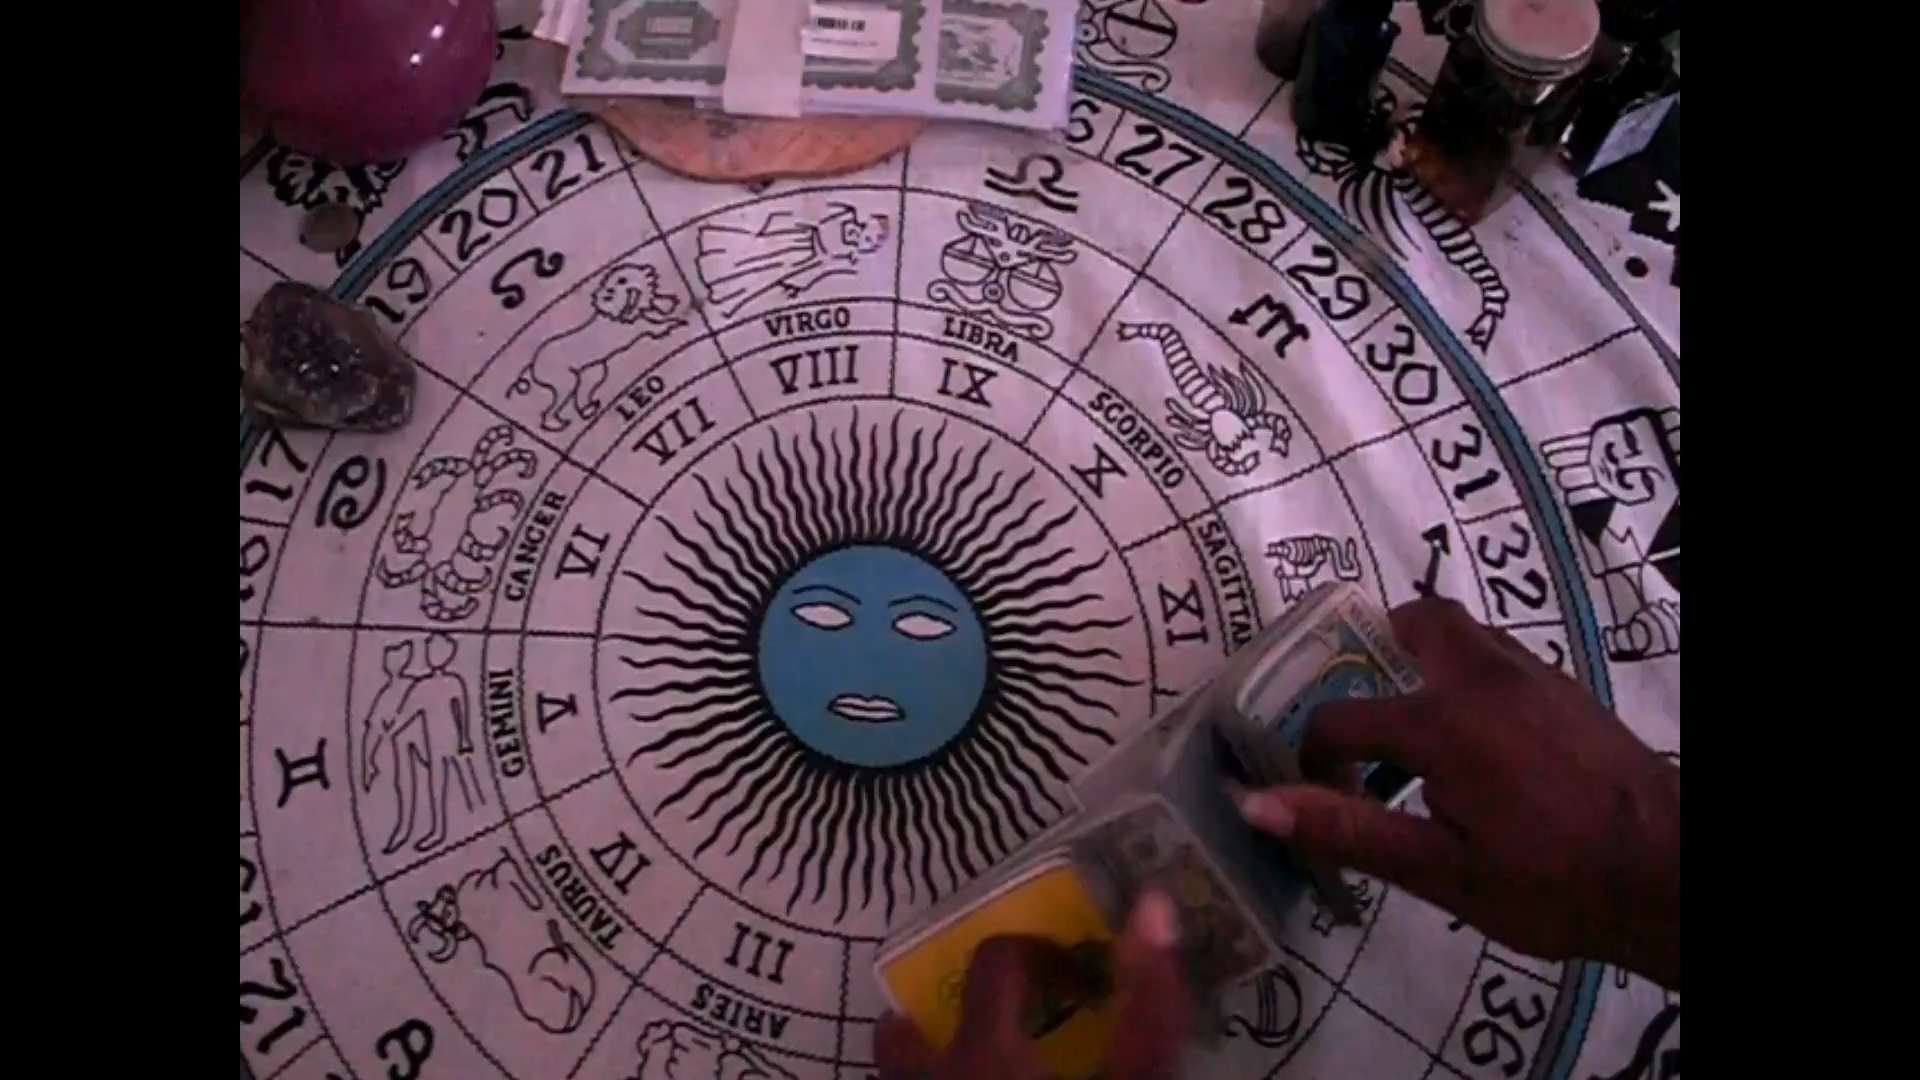 27
28
29
30
31
32
36
21
20
19
17
VIRGO
LIBRA
SCORPIO
SAGITTA
LEO
CANCER
GEMINI
TAURUS
ARIES
VIII
IX
X
XI
VII
VI
V
IV
III